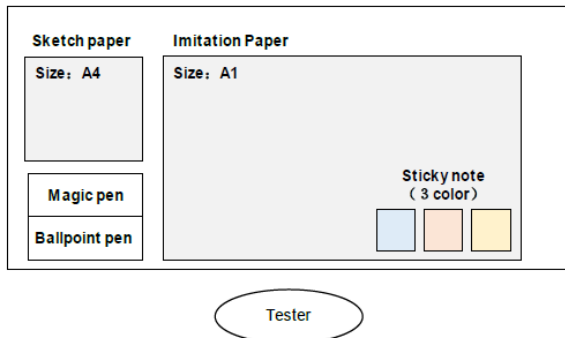 Sketch paper
Imitation Paper
Size：A4
Size：A1
Sticky note
（3 color）
Magic pen
Ballpoint pen
Tester